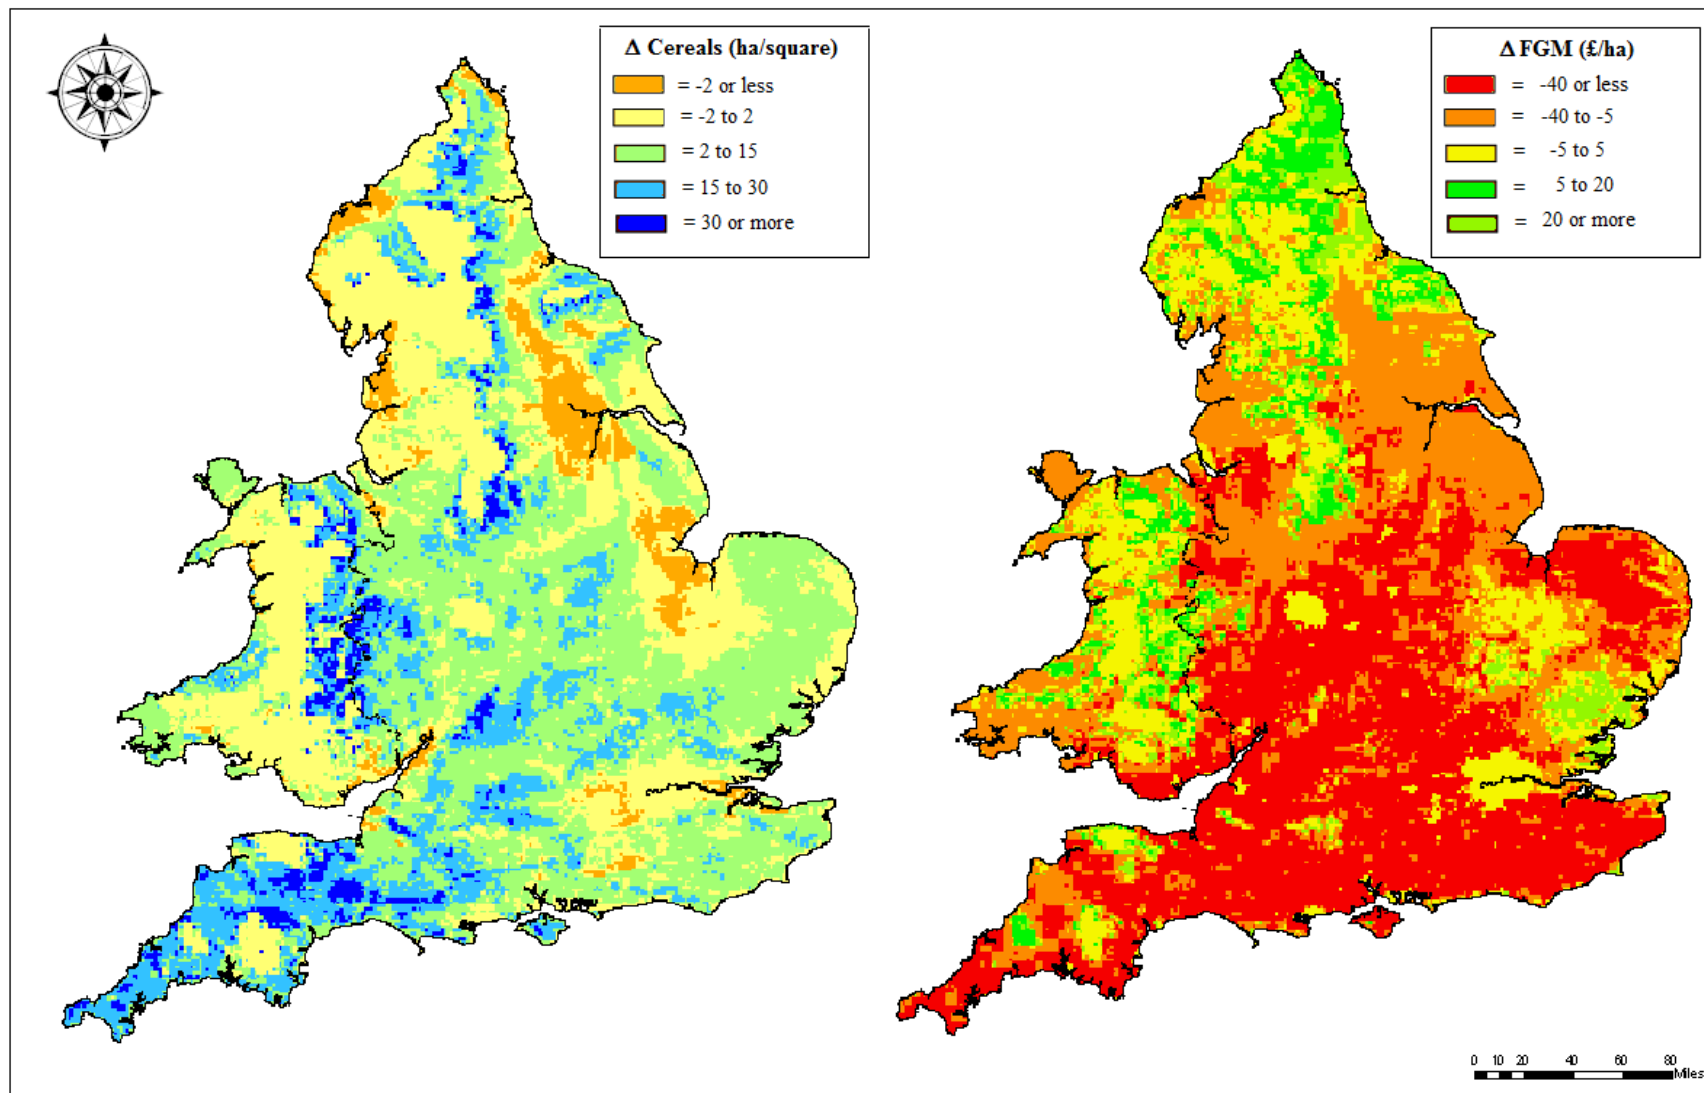 Δ Cereals (ha/square)
= -2 or less
= -2 to 2
= 2 to 15
= 15 to 30
= 30 or more
Δ FGM (£/ha)
= -40 or less
= -40 to -5
= -5 to 5
= 5 to 20
= 20 or more
0 10 20 40 60 80
Miles